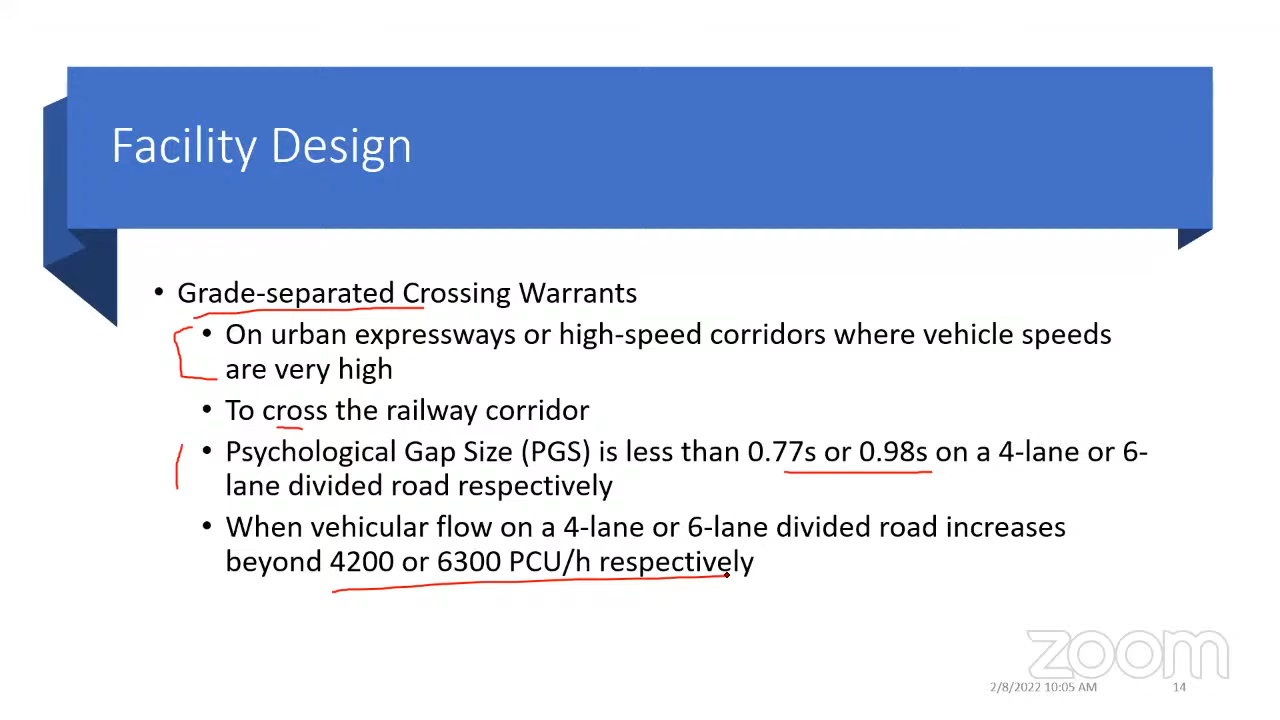 Facility Design
• Grade-separated Crossing Warrants
• On urban expressways or high-speed corridors where vehicle speeds
are very high
• To cross the railway corridor
• Psychological Gap Size (PGS) is less than 0.77s or 0.98s on a 4-lane or 6-
lane divided road respectively
• When vehicular flow on a 4-lane or 6-lane divided road increases
beyond 4200 or 6300 PCU/h respectively
zoom
2/8/2022 10:05 AM 14